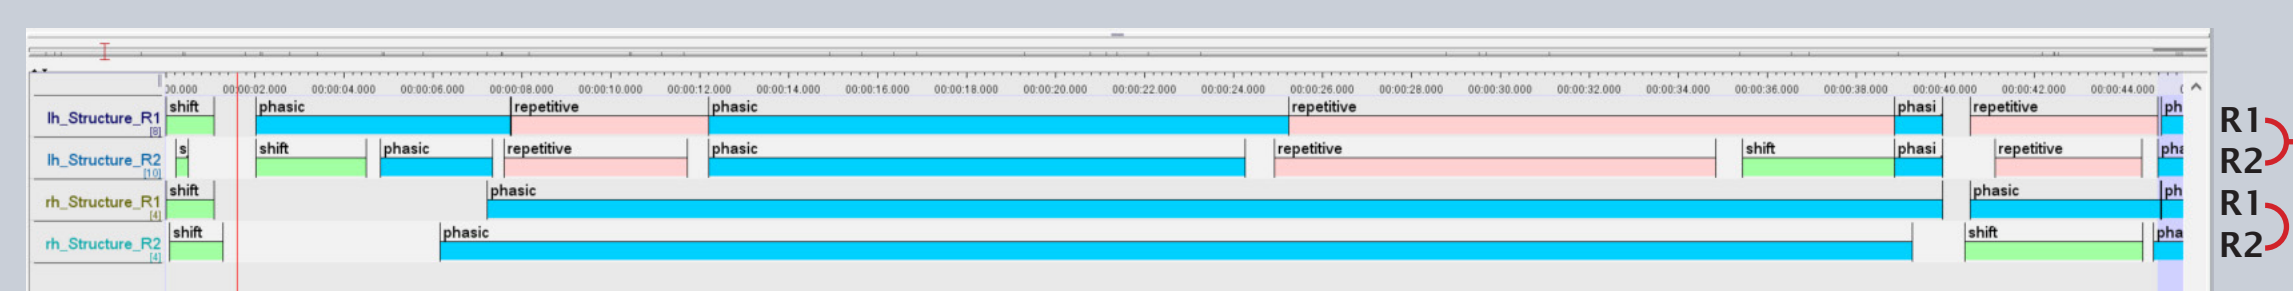 00.000 00:00:02.000 00:00:04.000 00:00:06.000 00:00:08.000 00:00:10.000 00:00:12.000 00:00:14.000 00:00:16.000 00:00:18.000 00:00:20.000 00:00:22.000 00:00:24.000 00:00:26.000 00:00:28.000 00:00:30.000 00:00:32.000 00:00:34.000 00:00:36.000 00:00:38.000 00:00:40.000 00:00:42.000 00:00:44.000
lh_Structure_R1 [8] shift phasic repetitive phasic repetitive phasi repetitive ph R1
lh_Structure_R2 [10] s shift phasic repetitive phasic repetitive shift phasi repetitive pha R2
rh_Structure_R1 [4] shift phasic phasic ph R1
rh_Structure_R2 [4] shift phasic shift pha R2